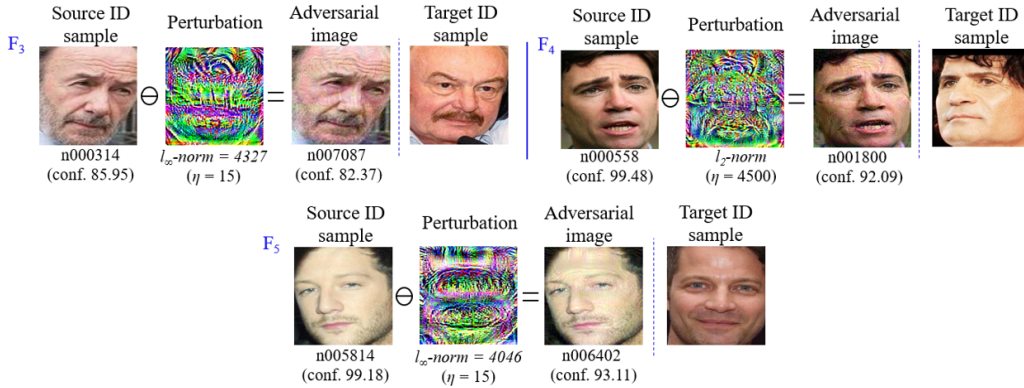 Source ID
sample
Perturbation
Adversarial
image
Target ID
sample
F3
⊖
=
n000314
(conf. 85.95)
l∞-norm = 4327
(η = 15)
n007087
(conf. 82.37)
Source ID
sample
Perturbation
Adversarial
image
Target ID
sample
F4
⊖
=
n000558
(conf. 99.48)
l2-norm
(η = 4500)
n001800
(conf. 92.09)
Source ID
sample
Perturbation
Adversarial
image
Target ID
sample
F5
⊖
=
n005814
(conf. 99.18)
l∞-norm = 4046
(η = 15)
n006402
(conf. 93.11)